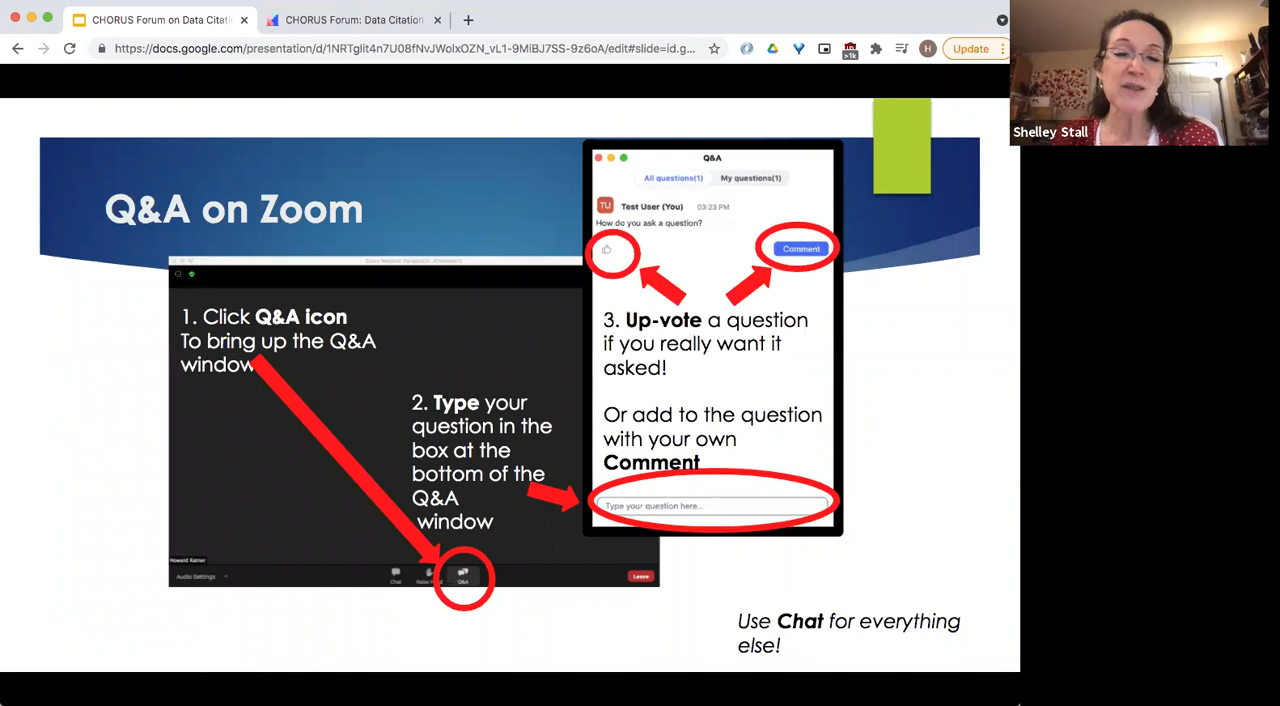 CHORUS Forum on Data Citati
CHORUS Forum: Data Citation
https://docs.google.com/presentation/d/1NRTglit4n7U08fNvJWolxOZN_vL1-9MiBJ7SS-9z6oA/edit#slide=id.g...
>1k
H
Update
Shelley Stall
Q&A on Zoom
Q&A
All questions(1)
My questions(1)
TU
Test User (You)
03:23 PM
How do you ask a question?
Comment
1. Click Q&A icon
To bring up the Q&A
window
2. Type your
question in the
box at the
bottom of the
Q&A
window
3. Up-vote a question
if you really want it
asked!
Or add to the question
with your own
Comment
Type your question here...
Howard Ratner
Audio Settings
Chat
Raise
Q&A
Leave
Use Chat for everything
else!